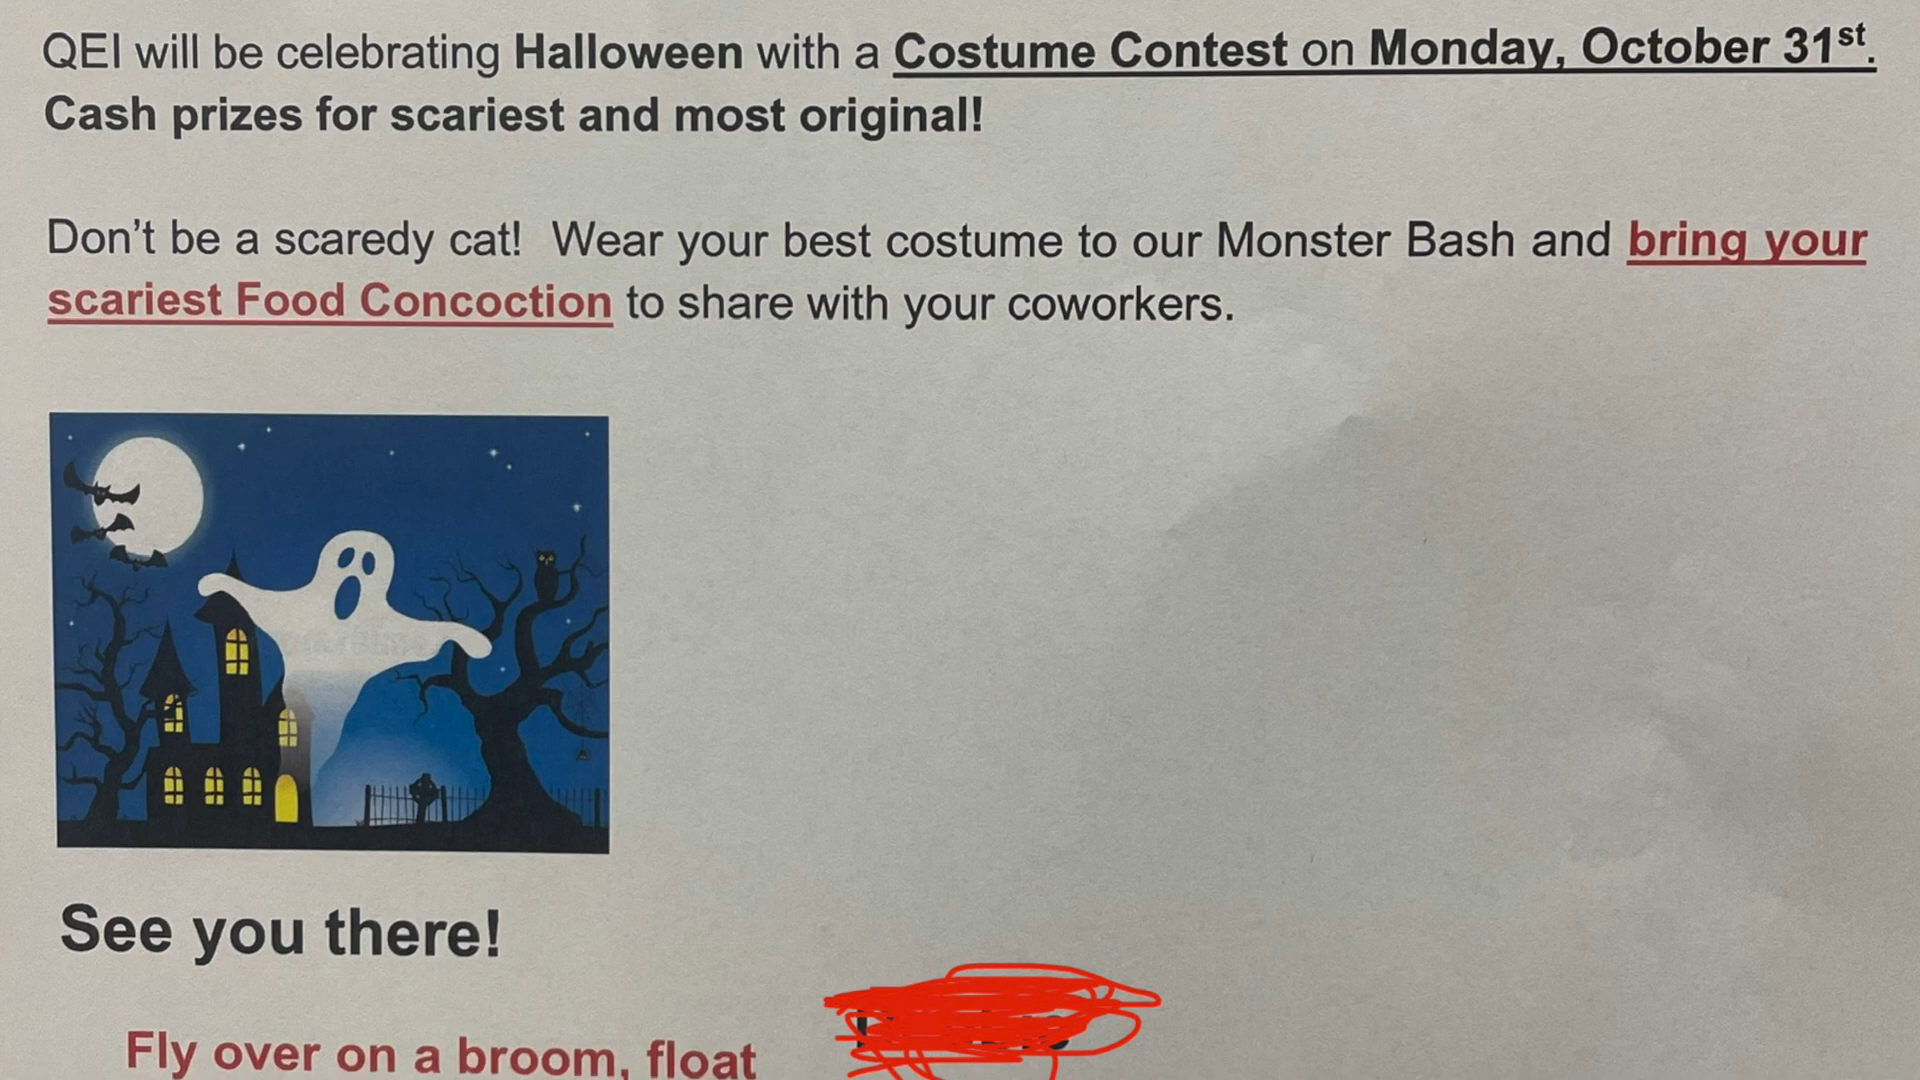 QEI will be celebrating Halloween with a Costume Contest on Monday, October 31st.
Cash prizes for scariest and most original!
Don't be a scaredy cat! Wear your best costume to our Monster Bash and bring your
scariest Food Concoction to share with your coworkers.
See you there!
Fly over on a broom, float